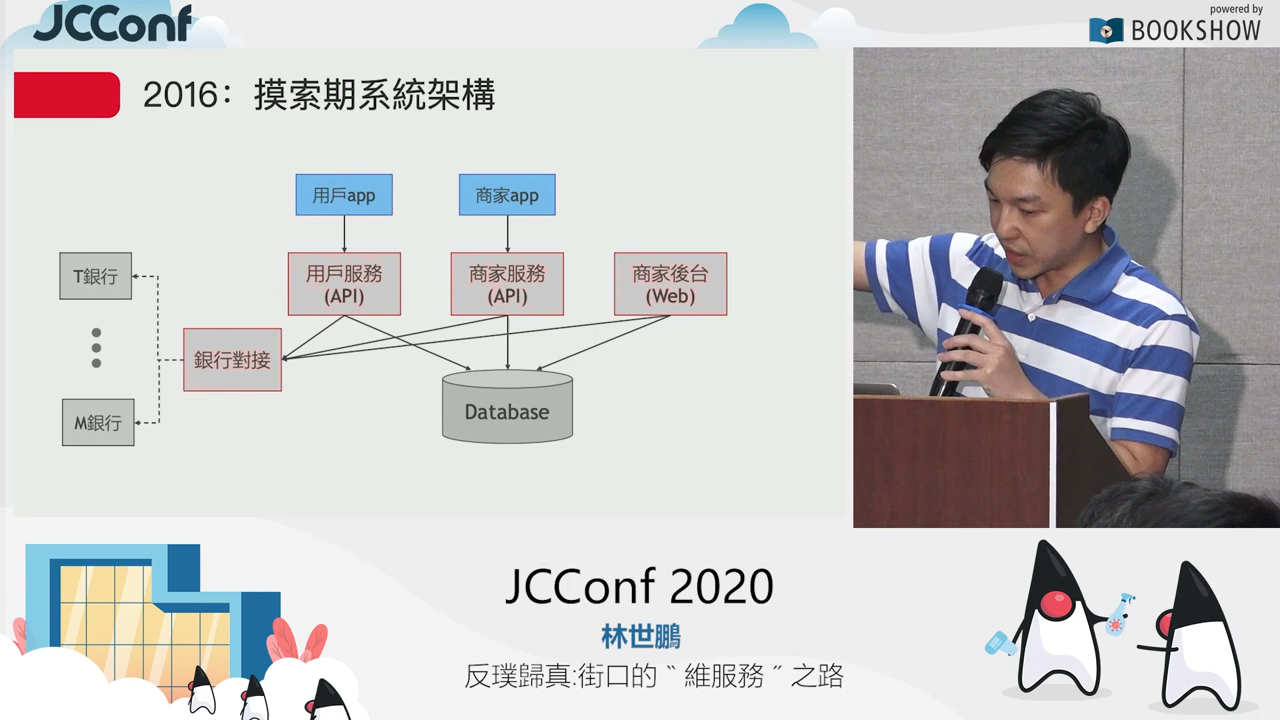 JCConf
powered by
BOOKSHOW
2016：摸索期系統架構
用戶app
商家app
用戶服務
(API)
商家服務
(API)
商家後台
(Web)
T銀行
銀行對接
M銀行
Database
JCConf 2020
林世鵬
反璞歸真:街口的〝維服務〞之路